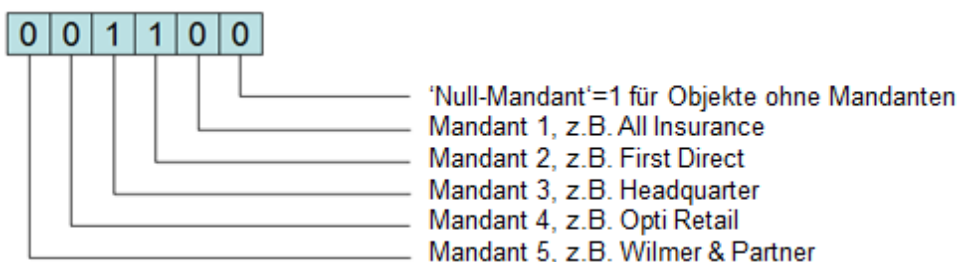 0 0 1 1 0 0
‘Null-Mandant‘=1 für Objekte ohne Mandanten
Mandant 1, z.B. All Insurance
Mandant 2, z.B. First Direct
Mandant 3, z.B. Headquarter
Mandant 4, z.B. Opti Retail
Mandant 5, z.B. Wilmer & Partner